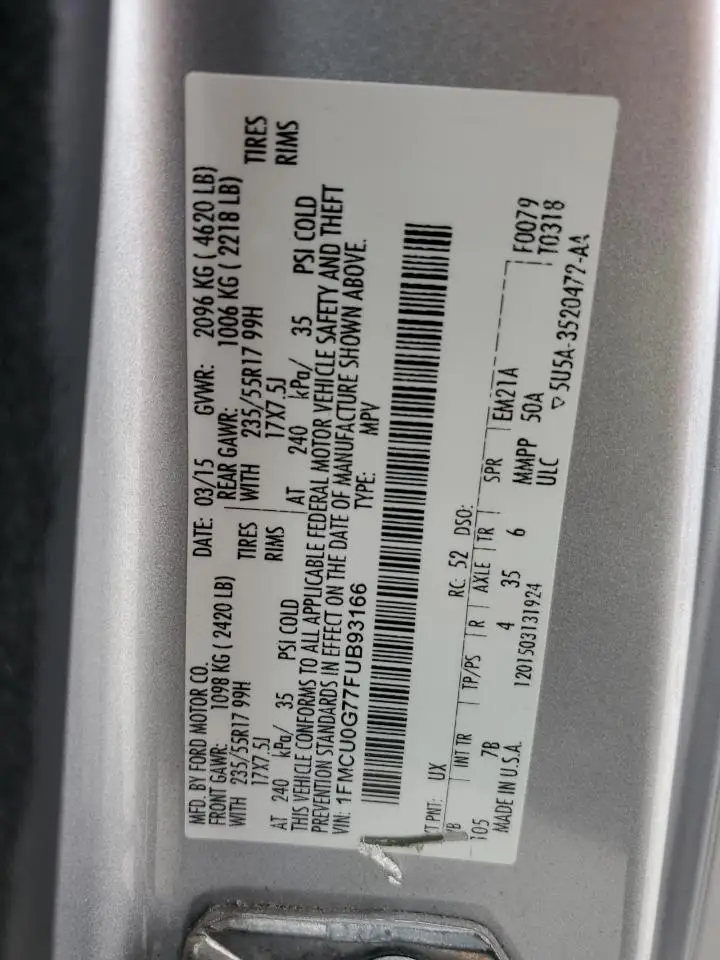 MFD. BY FORD MOTOR CO. DATE: 03/15 GVWR: 2096 KG ( 4620 LB)
FRONT GAWR: 1098 KG ( 2420 LB) REAR GAWR: 1006 KG ( 2218 LB)
WITH 235/55R17 99H TIRES WITH 235/55R17 99H TIRES
17X7.5J RIMS 17X7.5J RIMS
AT 240 kPa/ 35 PSI COLD AT 240 kPa/ 35 PSI COLD
THIS VEHICLE CONFORMS TO ALL APPLICABLE FEDERAL MOTOR VEHICLE SAFETY AND THEFT
PREVENTION STANDARDS IN EFFECT ON THE DATE OF MANUFACTURE SHOWN ABOVE.
VIN: 1FMCU0G77FUB93166 TYPE: MPV
PNT: UX RC: 52 DSO:
INT TR TP/PS R AXLE TR SPR EM21A F0079
105 7B 4 35 6 MMPP 50A T0318
MADE IN U.S.A. 1201503131924 ULC ▽5U5A-3520472-AA